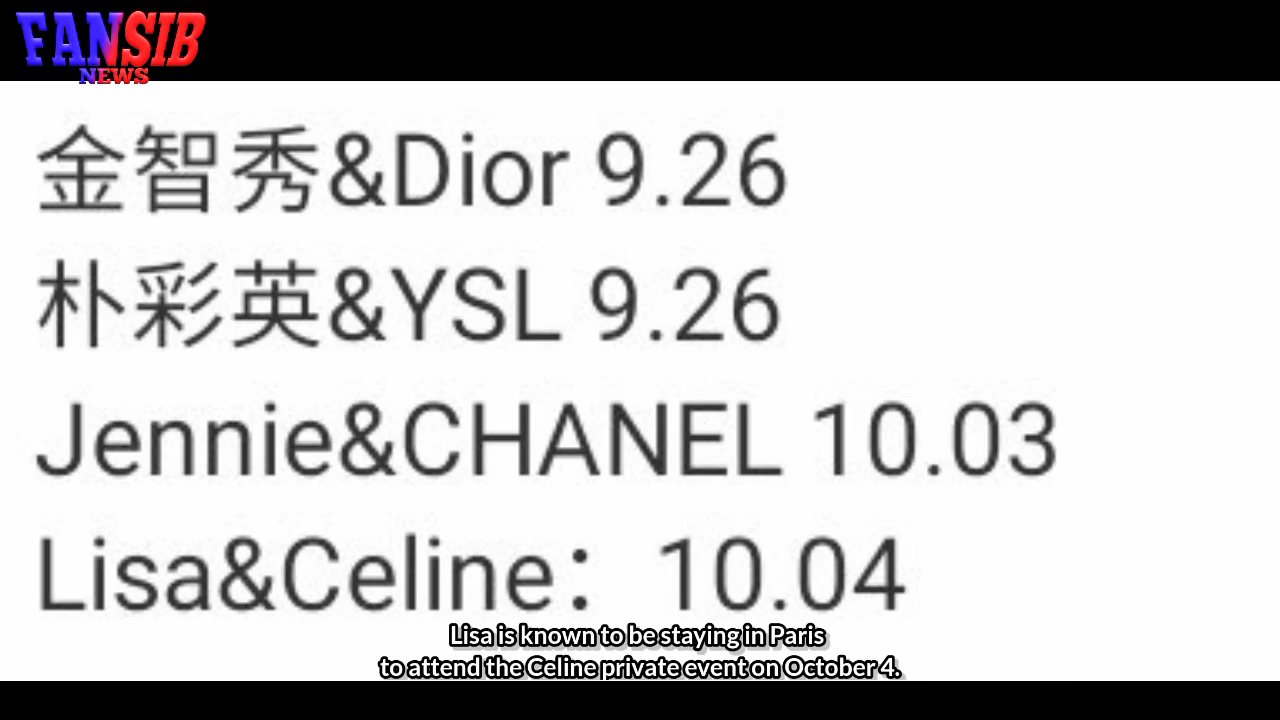 FANSIB
NEWS
金智秀&Dior 9.26
朴彩英&YSL 9.26
Jennie&CHANEL 10.03
Lisa&Celine： 10.04
Lisa is known to be staying in Paris
to attend the Celine private event on October 4.